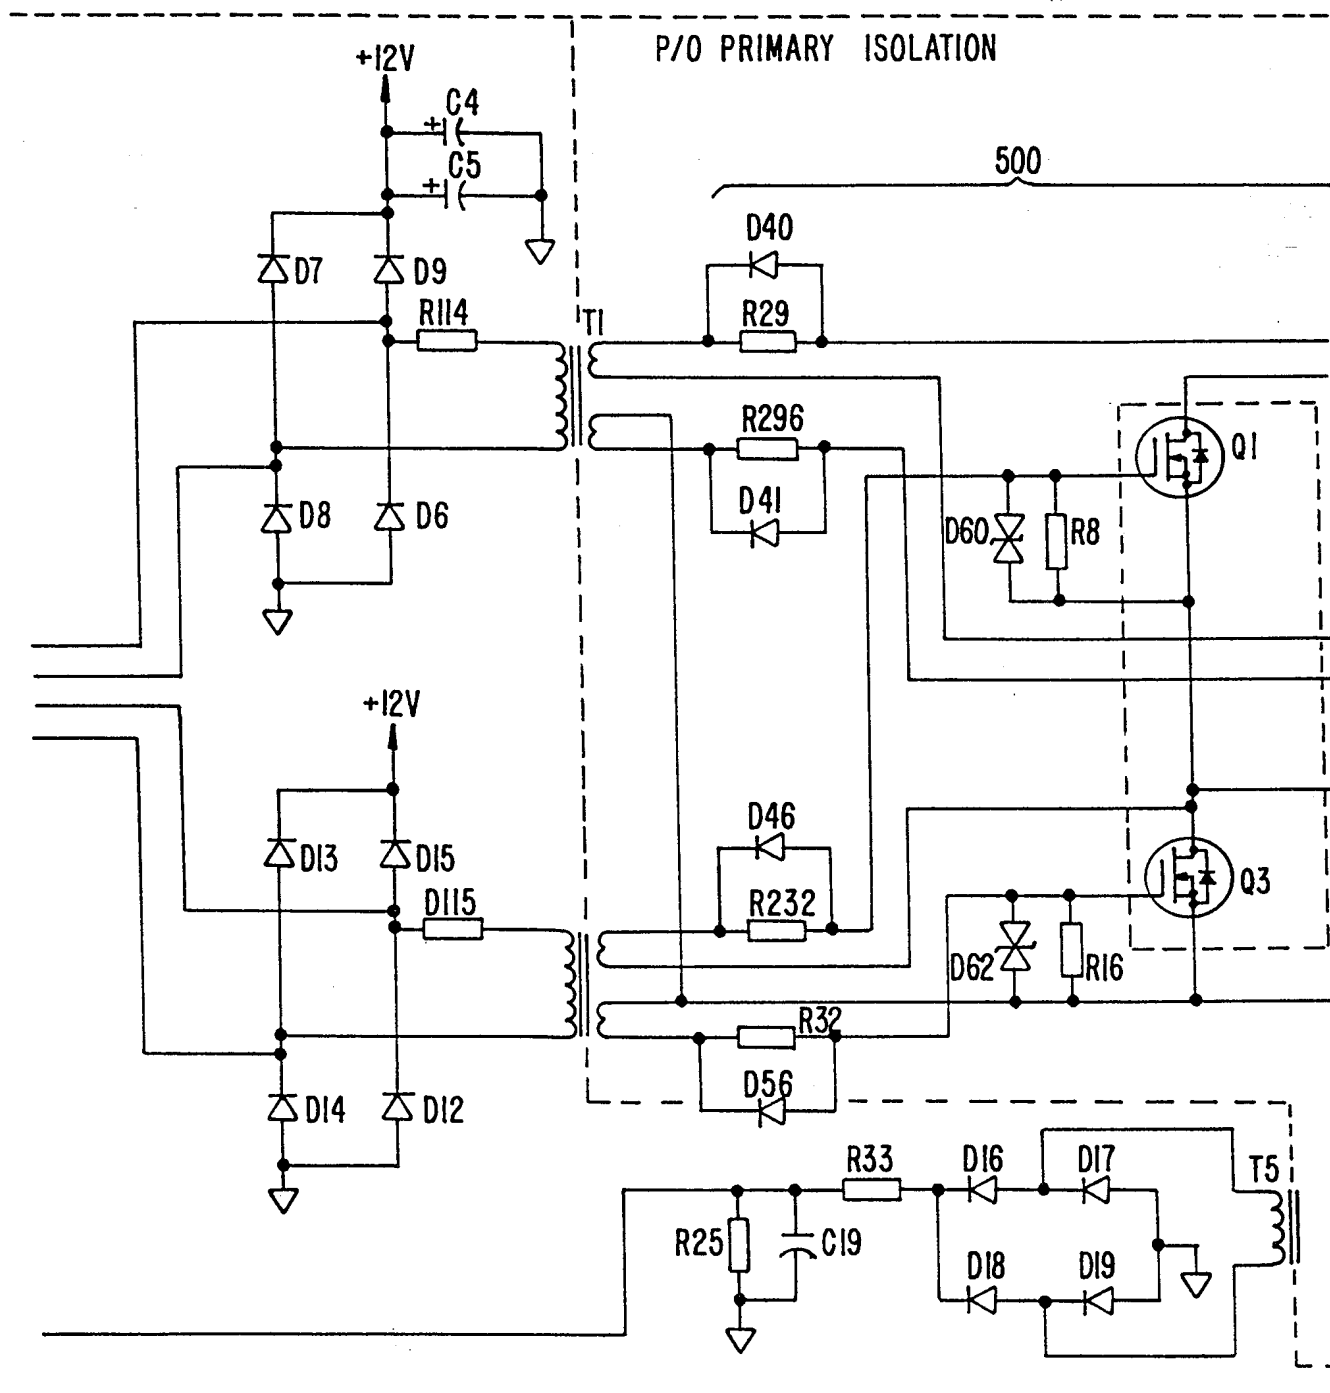 P/O PRIMARY ISOLATION
+12V
C4
C5
500
D40
D7
D9
R114
T1
R29
R296
Q1
D8
D6
D41
D60
R8
+12V
D46
D13
D15
Q3
D115
R232
D62
R16
R32
D56
D14
D12
R33
D16
D17
T5
R25
C19
D18
D19